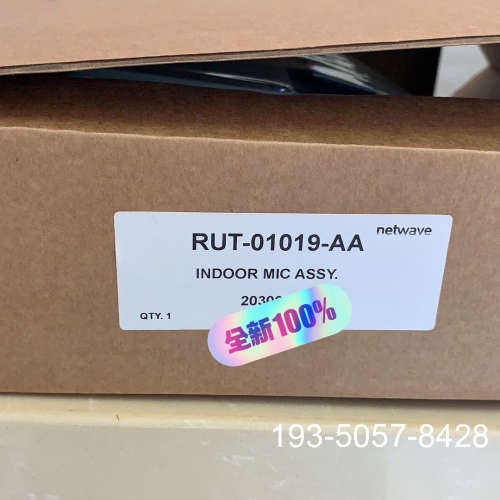 netwave
RUT-01019-AA
INDOOR MIC ASSY.
QTY. 1
全新100%
193-5057-8428